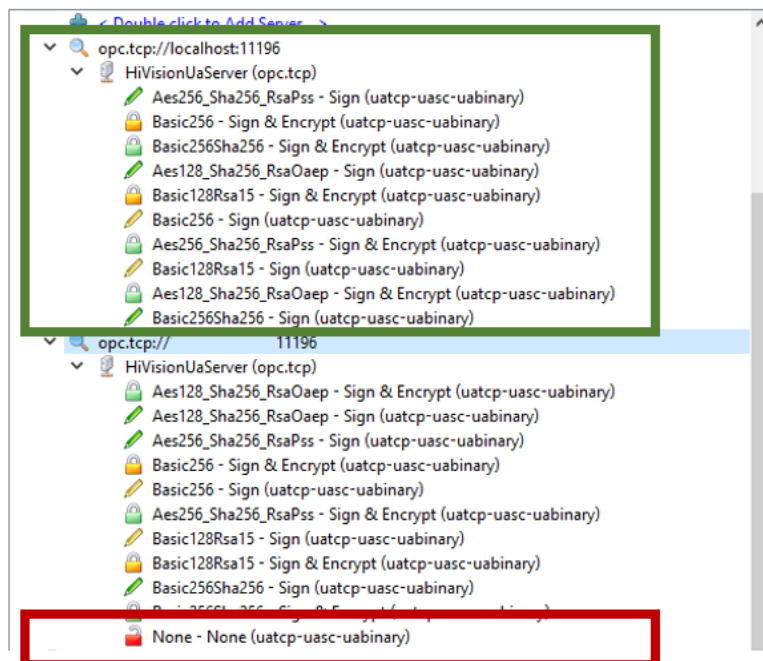 < Double click to Add Server... >
opc.tcp://localhost:11196
HiVisionUaServer (opc.tcp)
Aes256_Sha256_RsaPss - Sign (uatcp-uasc-uabinary)
Basic256 - Sign & Encrypt (uatcp-uasc-uabinary)
Basic256Sha256 - Sign & Encrypt (uatcp-uasc-uabinary)
Aes128_Sha256_RsaOaep - Sign (uatcp-uasc-uabinary)
Basic128Rsa15 - Sign & Encrypt (uatcp-uasc-uabinary)
Basic256 - Sign (uatcp-uasc-uabinary)
Aes256_Sha256_RsaPss - Sign & Encrypt (uatcp-uasc-uabinary)
Basic128Rsa15 - Sign (uatcp-uasc-uabinary)
Aes128_Sha256_RsaOaep - Sign & Encrypt (uatcp-uasc-uabinary)
Basic256Sha256 - Sign (uatcp-uasc-uabinary)
opc.tcp:// 11196
HiVisionUaServer (opc.tcp)
Aes128_Sha256_RsaOaep - Sign & Encrypt (uatcp-uasc-uabinary)
Aes128_Sha256_RsaOaep - Sign (uatcp-uasc-uabinary)
Aes256_Sha256_RsaPss - Sign (uatcp-uasc-uabinary)
Basic256 - Sign & Encrypt (uatcp-uasc-uabinary)
Basic256 - Sign (uatcp-uasc-uabinary)
Aes256_Sha256_RsaPss - Sign & Encrypt (uatcp-uasc-uabinary)
Basic128Rsa15 - Sign (uatcp-uasc-uabinary)
Basic128Rsa15 - Sign & Encrypt (uatcp-uasc-uabinary)
Basic256Sha256 - Sign (uatcp-uasc-uabinary)
Basic256Sha256 - Sign & Encrypt (uatcp-uasc-uabinary)
None - None (uatcp-uasc-uabinary)